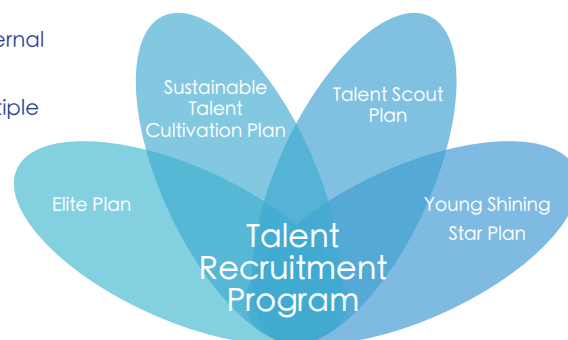 ernal
tiple
Sustainable
Talent
Cultivation Plan
Talent Scout
Plan
Elite Plan
Young Shining
Star Plan
Talent
Recruitment
Program